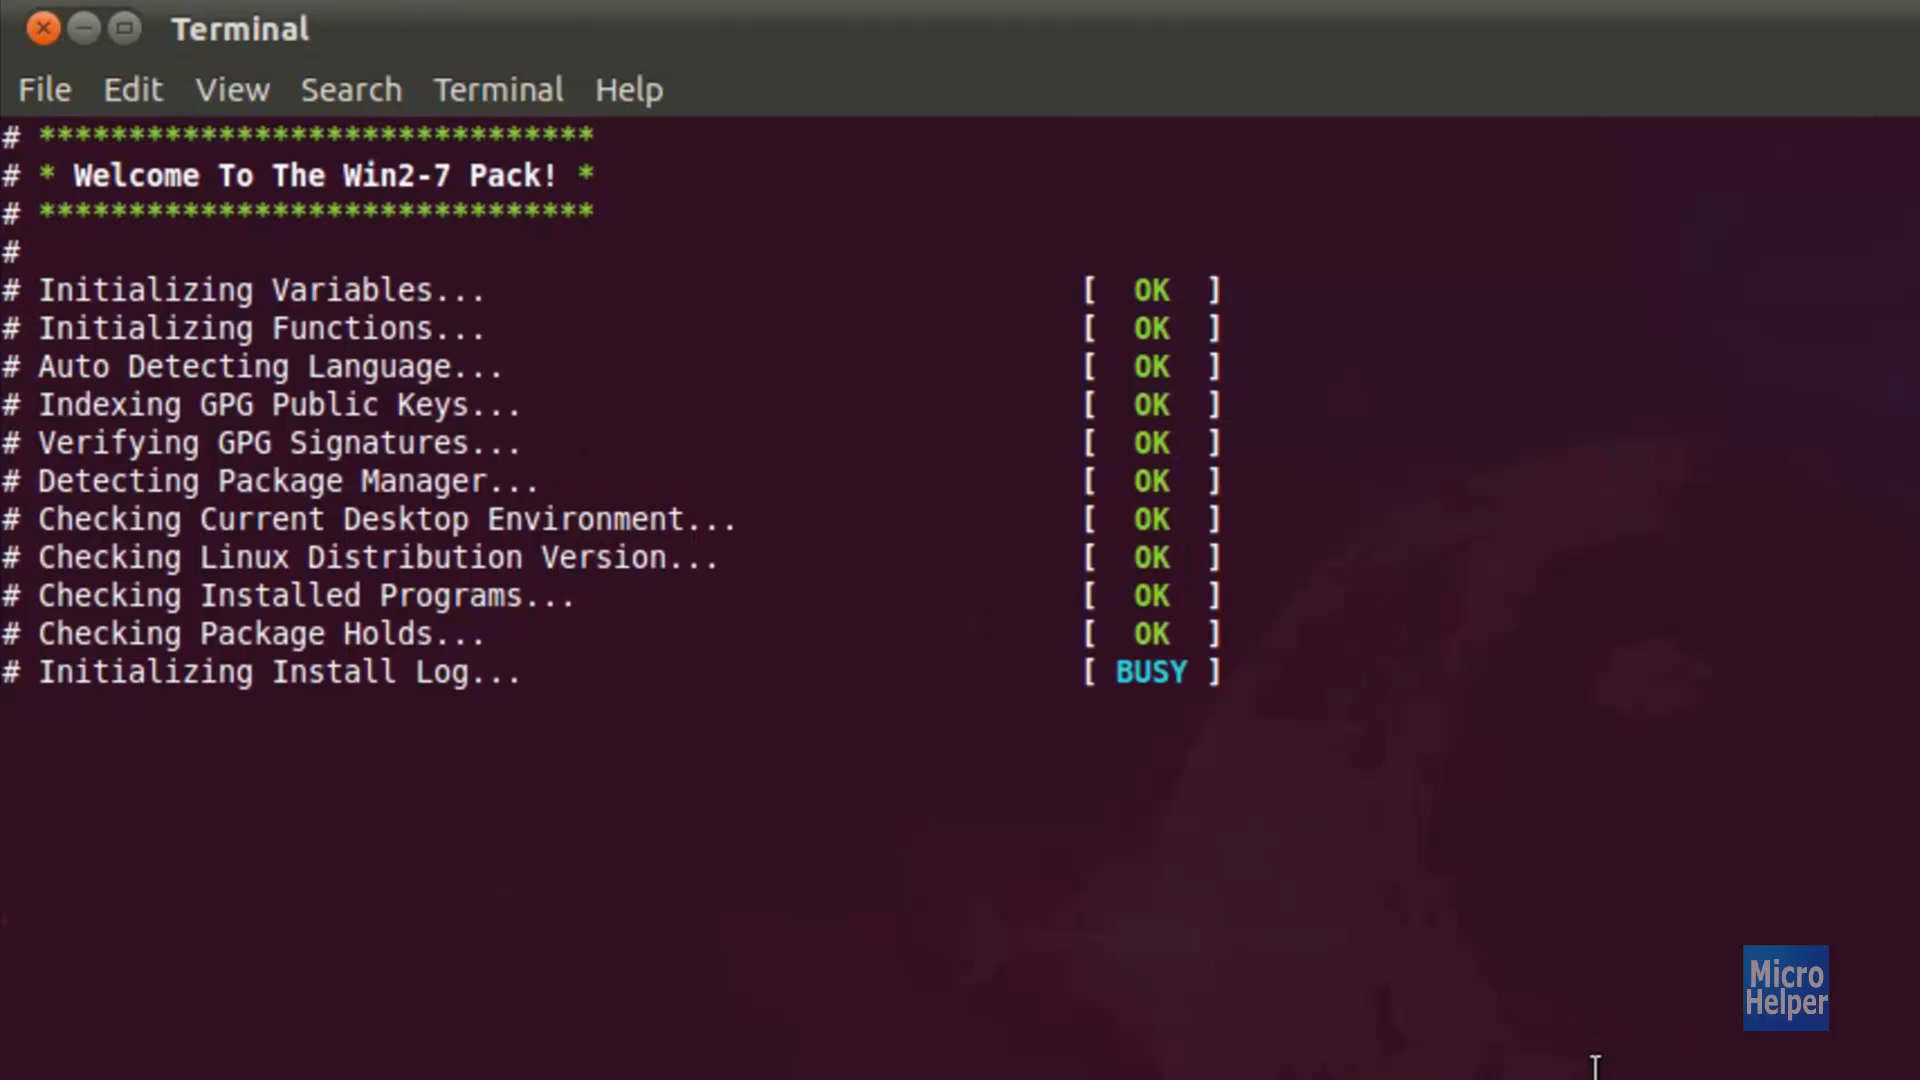 Terminal
File Edit View Search Terminal Help
# *******************************
# * Welcome To The Win2-7 Pack! *
# *******************************
#
# Initializing Variables... [ OK ]
# Initializing Functions... [ OK ]
# Auto Detecting Language... [ OK ]
# Indexing GPG Public Keys... [ OK ]
# Verifying GPG Signatures... [ OK ]
# Detecting Package Manager... [ OK ]
# Checking Current Desktop Environment... [ OK ]
# Checking Linux Distribution Version... [ OK ]
# Checking Installed Programs... [ OK ]
# Checking Package Holds... [ OK ]
# Initializing Install Log... [ BUSY ]
Micro
Helper